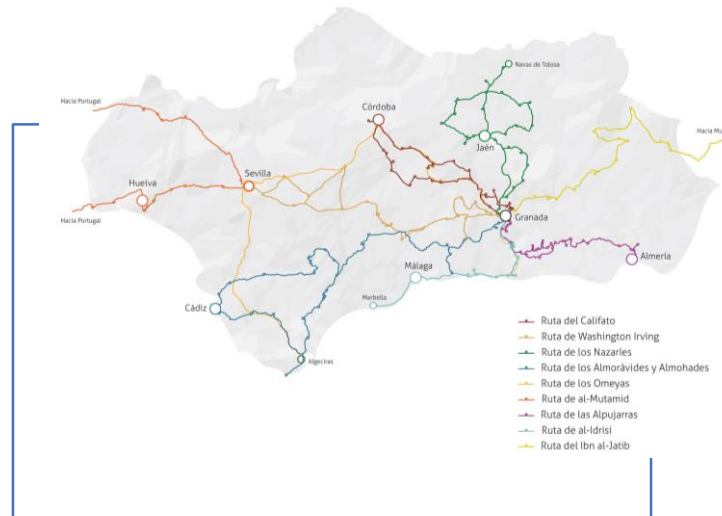 Navas de Tolosa
Hacia Portugal
Córdoba
Hacia Mu
Jaén
Sevilla
Huelva
Hacia Portugal
Granada
Almería
Málaga
Marbella
Cádiz
Algeciras
Ruta del Califato
Ruta de Washington Irving
Ruta de los Nazaríes
Ruta de los Almorávides y Almohades
Ruta de los Omeyas
Ruta de al-Mutamid
Ruta de las Alpujarras
Ruta de al-Idrisi
Ruta del Ibn al-Jatib